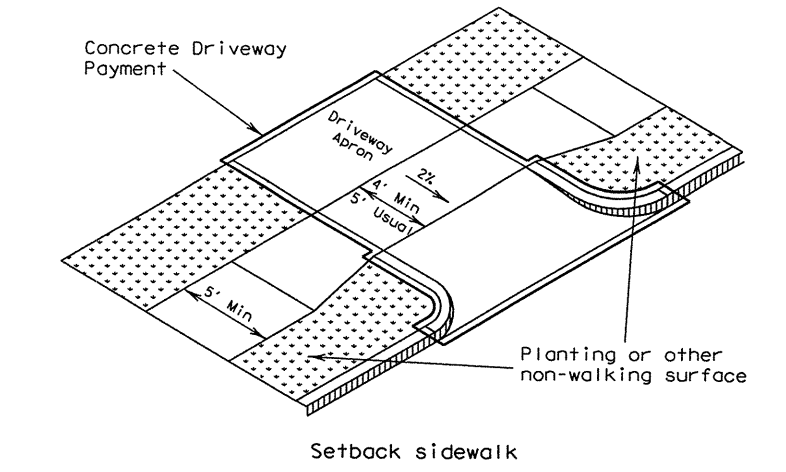 Concrete Driveway
Payment
Driveway
Apron
2%
4' Min
5' Usual
5' Min
Planting or other
non-walking surface
Setback sidewalk